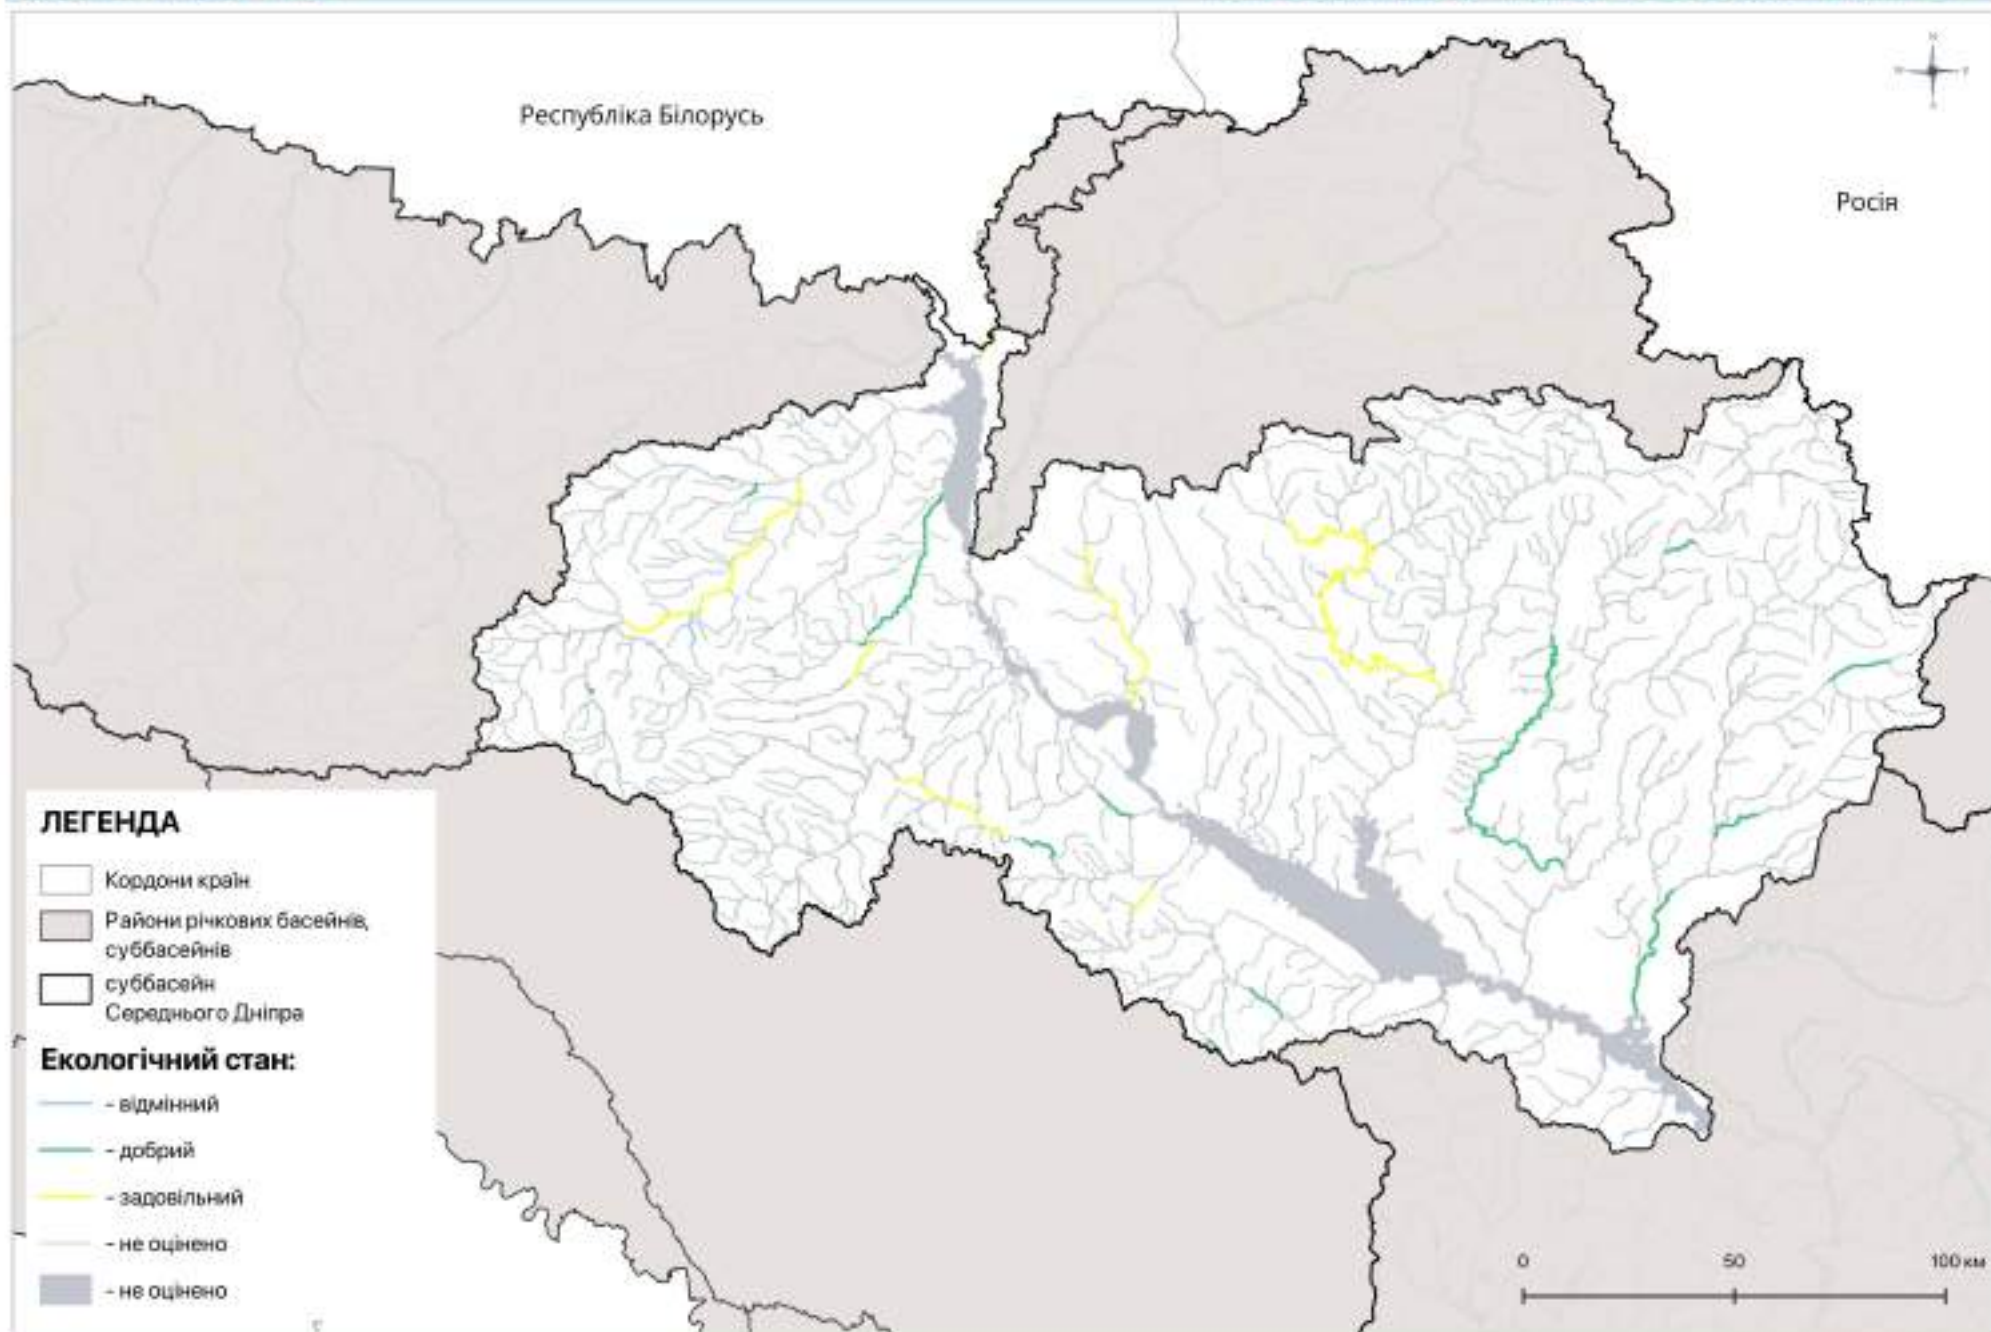 Республіка Білорусь
Росія
ЛЕГЕНДА
Кордони країн
Райони річкових басейнів,
суббасейнів
суббасейн
Середнього Дніпра
Екологічний стан:
- відмінний
- добрий
- задовільний
- не оцінено
- не оцінено
0 50 100 км